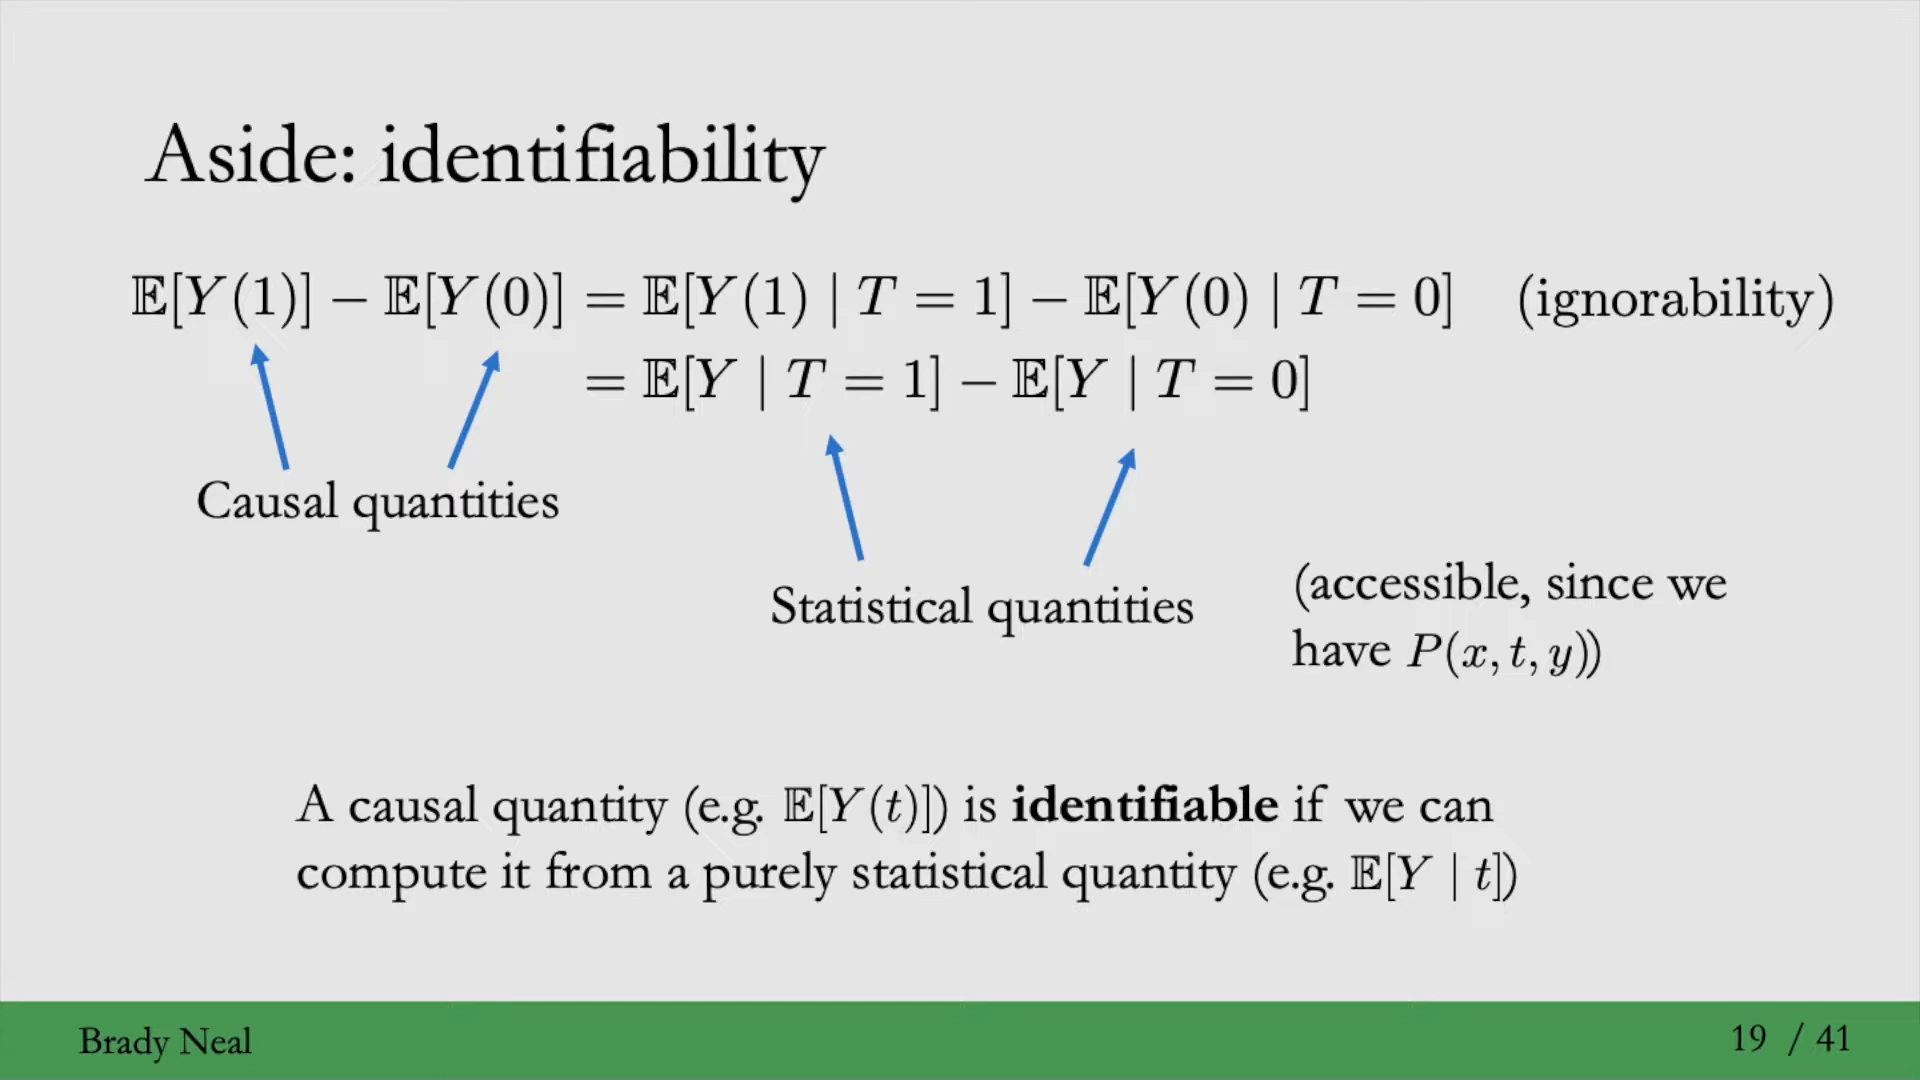 Aside: identifiability
𝔼[Y(1)] − 𝔼[Y(0)] = 𝔼[Y(1) | T = 1] − 𝔼[Y(0) | T = 0] (ignorability)
= 𝔼[Y | T = 1] − 𝔼[Y | T = 0]
Causal quantities
Statistical quantities
(accessible, since we
have P(x, t, y))
A causal quantity (e.g. 𝔼[Y(t)]) is identifiable if we can
compute it from a purely statistical quantity (e.g. 𝔼[Y | t])
Brady Neal
19 / 41